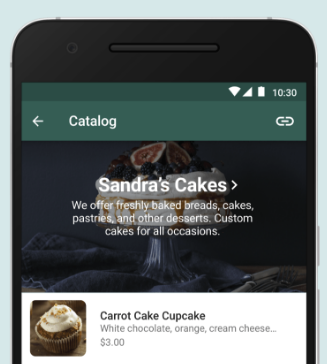 10:30
Catalog
Sandra's Cakes
We offer freshly baked breads, cakes,
pastries, and other desserts. Custom
cakes for all occasions.
Carrot Cake Cupcake
White chocolate, orange, cream cheese...
$3.00